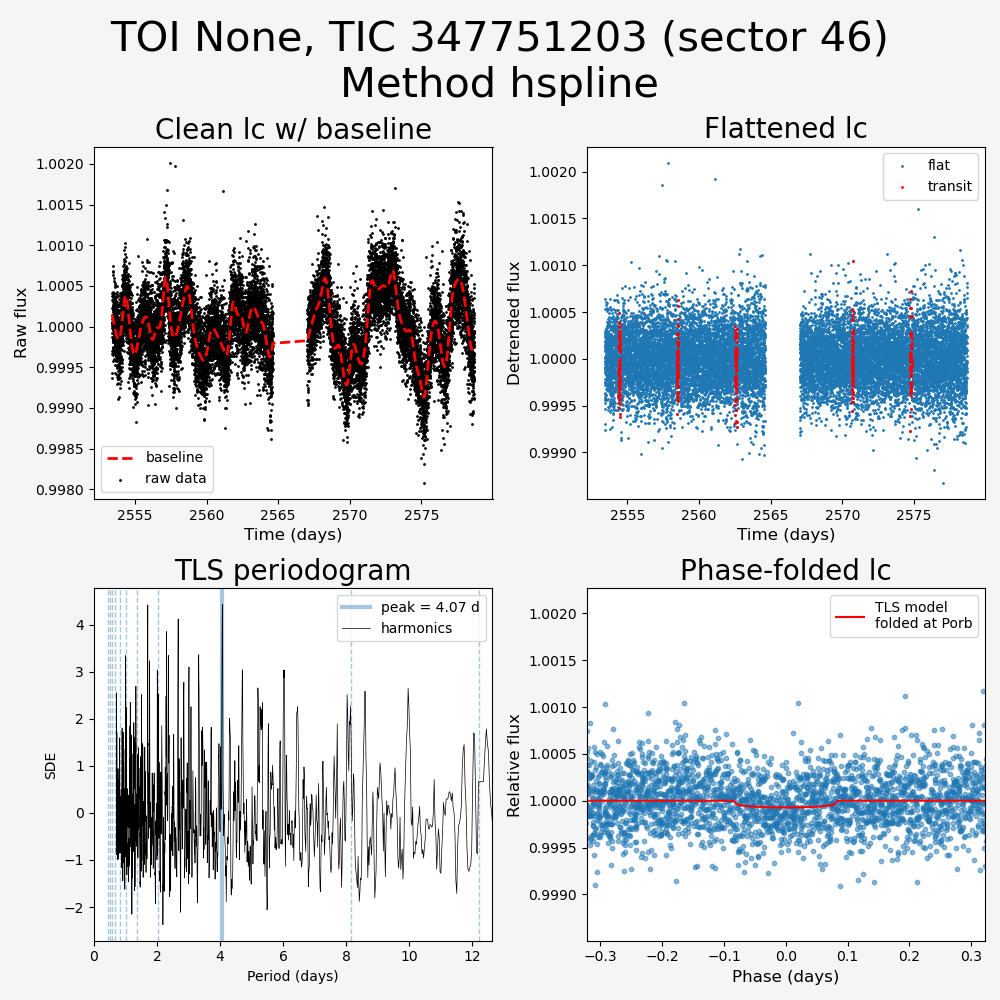 TOI None, TIC 347751203 (sector 46)
Method hspline
Clean lc w/ baseline
Raw flux
1.0020
1.0015
1.0010
1.0005
1.0000
0.9995
0.9990
0.9985
0.9980
baseline
raw data
2555 2560 2565 2570 2575
Time (days)
Flattened lc
Detrended flux
1.0020
1.0015
1.0010
1.0005
1.0000
0.9995
0.9990
flat
transit
2555 2560 2565 2570 2575
Time (days)
TLS periodogram
SDE
4
3
2
1
0
−1
−2
peak = 4.07 d
harmonics
0 2 4 6 8 10 12
Period (days)
Phase-folded lc
Relative flux
1.0020
1.0015
1.0010
1.0005
1.0000
0.9995
0.9990
TLS model
folded at Porb
−0.3 −0.2 −0.1 0.0 0.1 0.2 0.3
Phase (days)